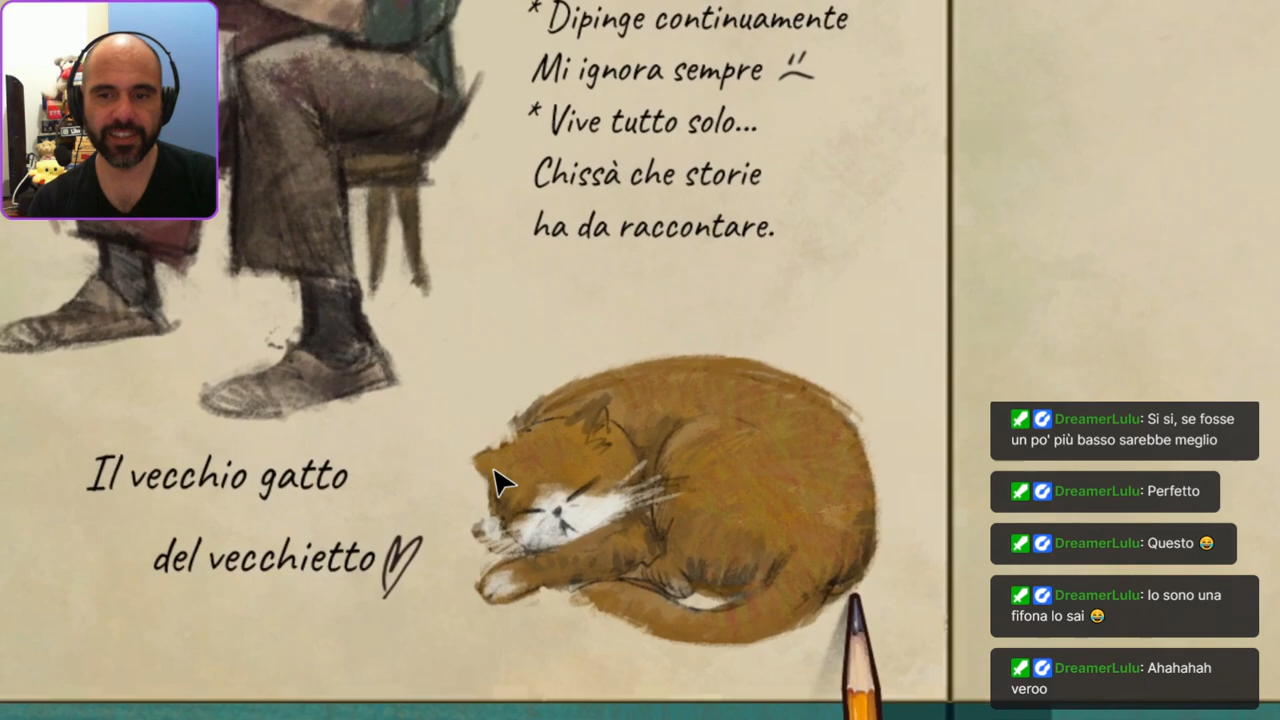 * Dipinge continuamente
Mi ignora sempre
* Vive tutto solo...
Chissà che storie
ha da raccontare.
Il vecchio gatto
del vecchietto
DreamerLulu: Si si, se fosse
un po' più basso sarebbe meglio
DreamerLulu: Perfetto
DreamerLulu: Questo 😂
DreamerLulu: Io sono una
fifona lo sai 😂
DreamerLulu: Ahahahah
veroo